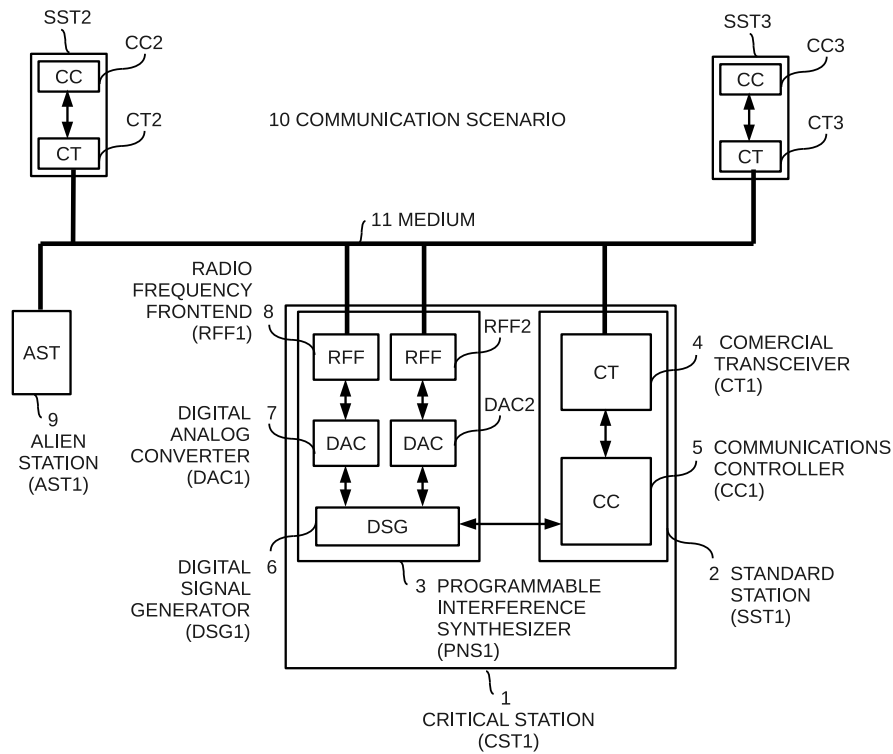 SST2
CC2
CC
CT2
CT
SST3
CC3
CC
CT3
CT
10 COMMUNICATION SCENARIO
11 MEDIUM
RADIO
FREQUENCY
FRONTEND
(RFF1)
8
RFF
RFF
RFF2
AST
9
ALIEN
STATION
(AST1)
DIGITAL
ANALOG
CONVERTER
(DAC1)
7
DAC
DAC
DAC2
DSG
6
DIGITAL
SIGNAL
GENERATOR
(DSG1)
CT
4 COMERCIAL
TRANSCEIVER
(CT1)
CC
5 COMMUNICATIONS
CONTROLLER
(CC1)
3 PROGRAMMABLE
INTERFERENCE
SYNTHESIZER
(PNS1)
2 STANDARD
STATION
(SST1)
1
CRITICAL STATION
(CST1)